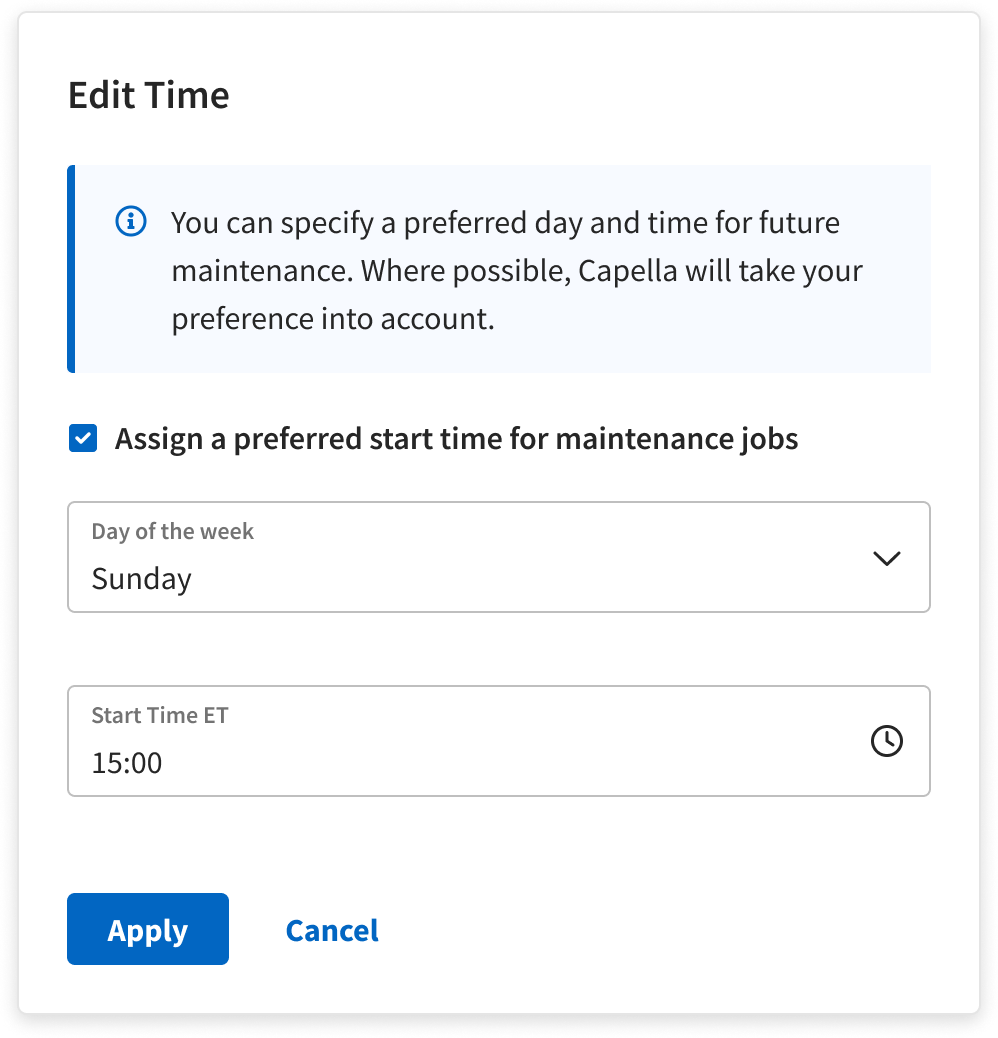 Edit Time
You can specify a preferred day and time for future
maintenance. Where possible, Capella will take your
preference into account.
Assign a preferred start time for maintenance jobs
Day of the week
Sunday
Start Time ET
15:00
Apply
Cancel